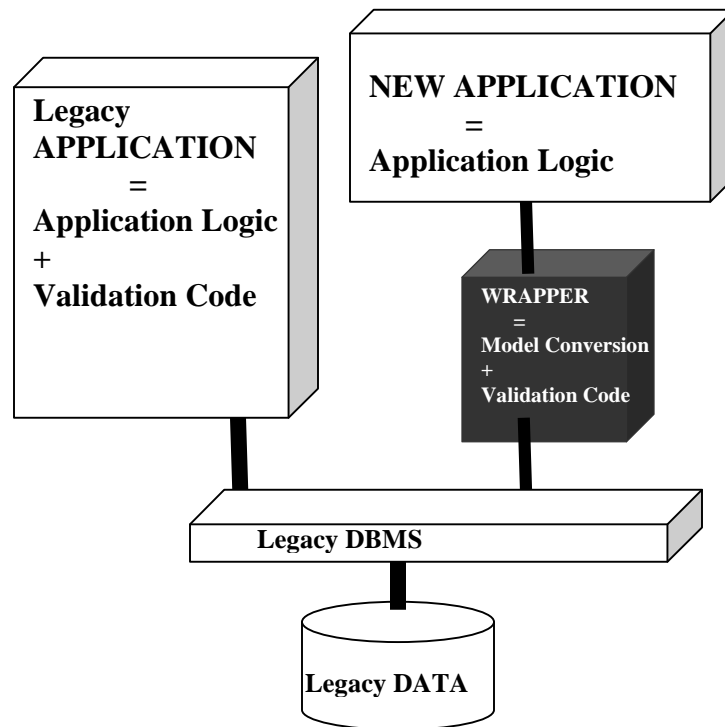 Legacy
APPLICATION
=
Application Logic
+
Validation Code
NEW APPLICATION
=
Application Logic
WRAPPER
=
Model Conversion
+
Validation Code
Legacy DBMS
Legacy DATA